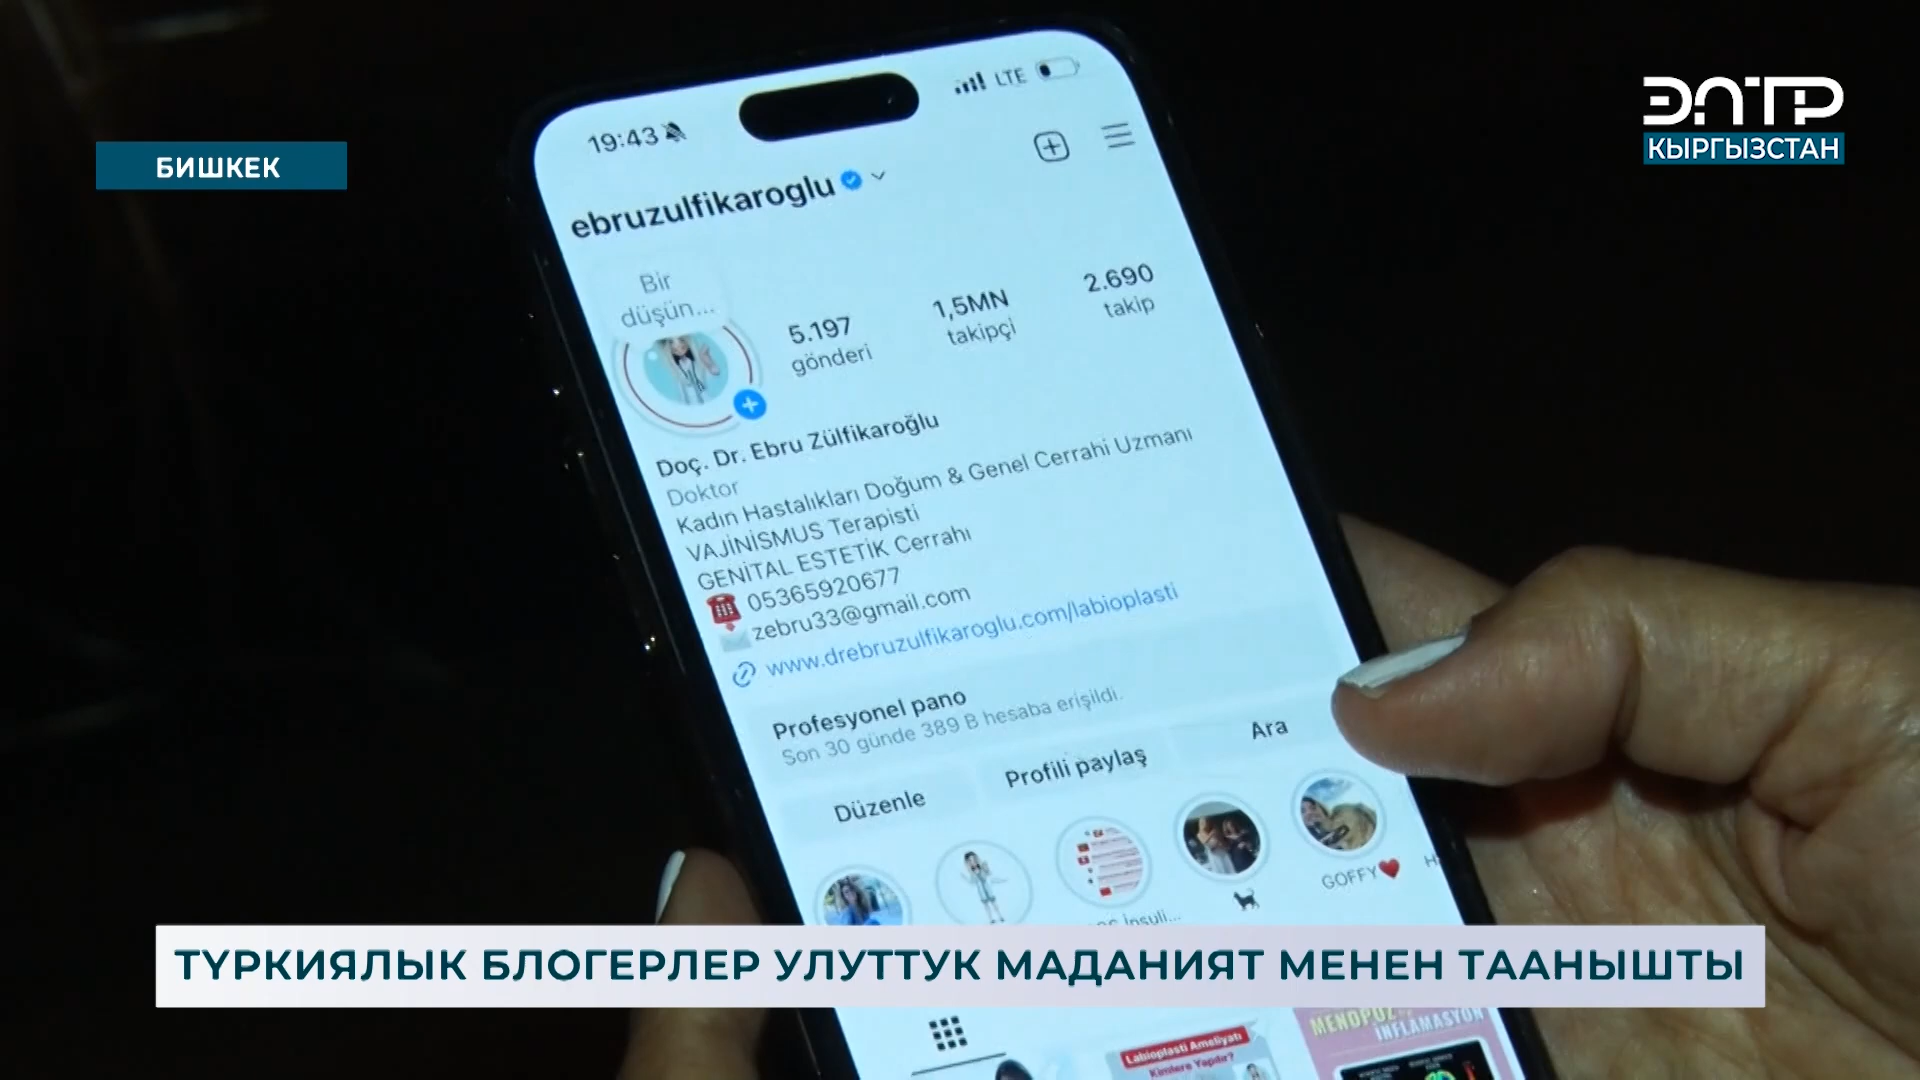 ЭЛТР
КЫРГЫЗСТАН
БИШКЕК
19:43
LTE
ebruzulfikaroglu
Bir
düşün...
5.197
gönderi
1,5MN
takipçi
2.690
takip
Doç. Dr. Ebru Zülfikaroğlu
Doktor
Kadın Hastalıkları Doğum & Genel Cerrahi Uzmanı
VAJİNİSMUS Terapisti
GENİTAL ESTETİK Cerrahı
05365920677
zebru33@gmail.com
www.drebruzulfikaroglu.com/labioplasti
Profesyonel pano
Son 30 günde 389 B hesaba erişildi.
Düzenle
Profili paylaş
Ara
GOFFY
ТҮРКИЯЛЫК БЛОГЕРЛЕР УЛУТТУК МАДАНИЯТ МЕНЕН ТААНЫШТЫ
Labioplasti Ameliyatı
Kimlere Yapılır?
MENOPOZ
İNFLAMASYON